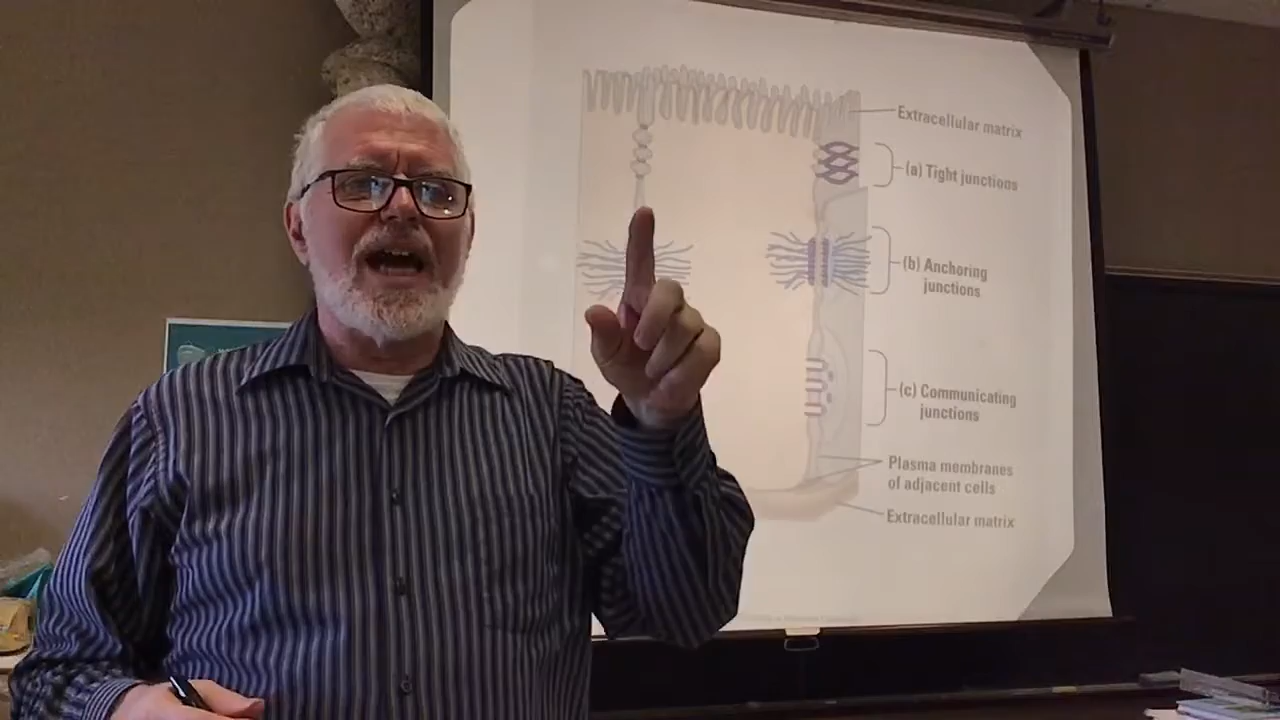 Extracellular matrix
(a) Tight junctions
(b) Anchoring
junctions
(c) Communicating
junctions
Plasma membranes
of adjacent cells
Extracellular matrix